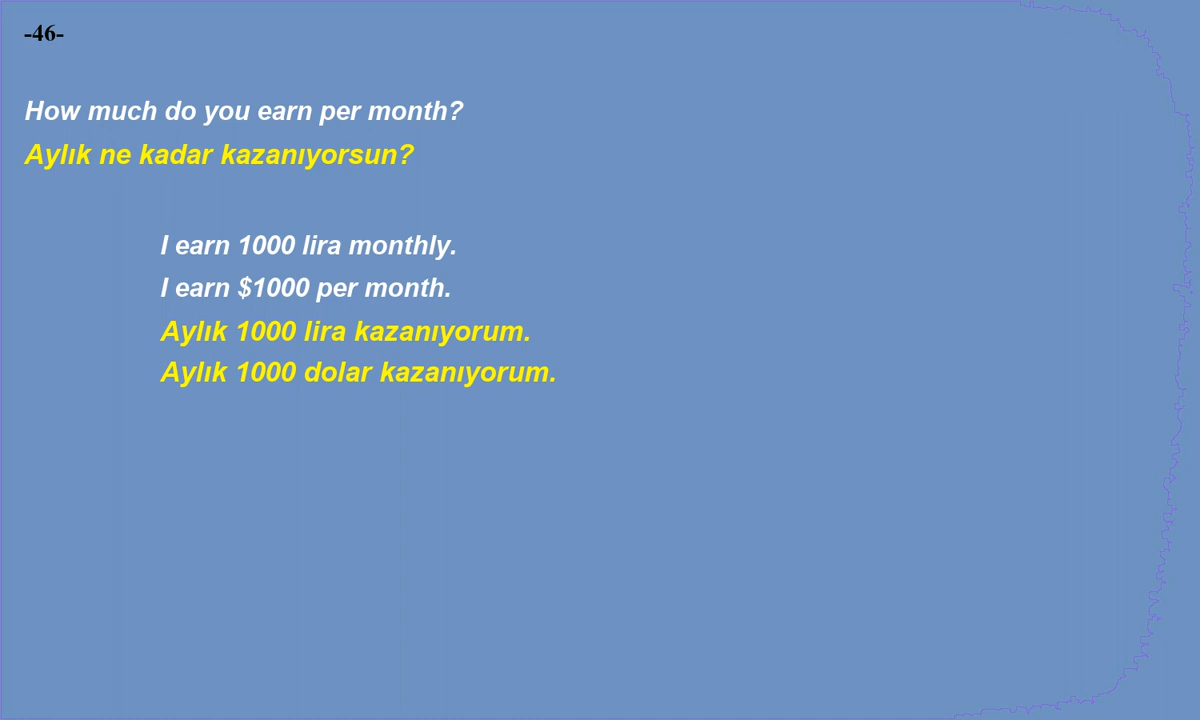 -46-
How much do you earn per month?
Aylık ne kadar kazanıyorsun?
I earn 1000 lira monthly.
I earn $1000 per month.
Aylık 1000 lira kazanıyorum.
Aylık 1000 dolar kazanıyorum.